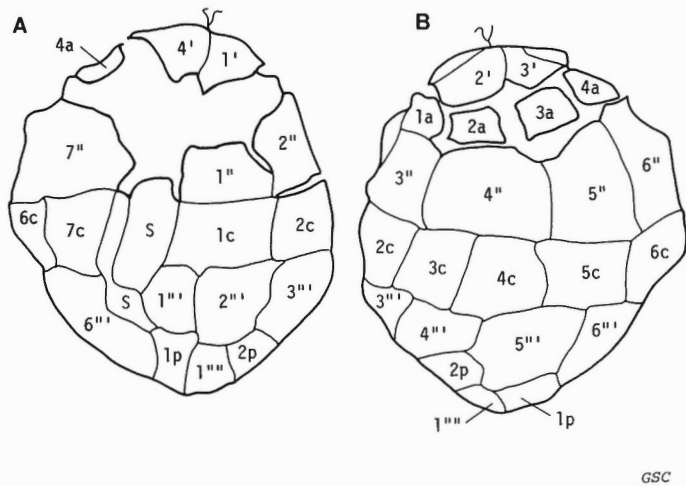 A
4a
4'
1'
7"
1"
2"
6c
7c
S
1c
2c
S
1"'
2"'
3"'
6"'
1p
1""
2p
B
2'
3'
4a
1a
2a
3a
3"
4"
5"
6"
2c
3c
4c
5c
6c
3"'
4"'
5"'
6"'
2p
1""
1p
GSC